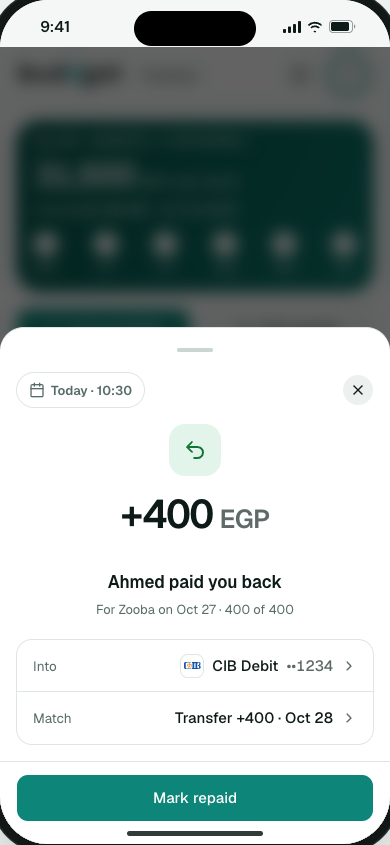 9:41
Today · 10:30
+400 EGP
Ahmed paid you back
For Zooba on Oct 27 · 400 of 400
Into CIB CIB Debit ••1234
Match Transfer +400 · Oct 28
Mark repaid